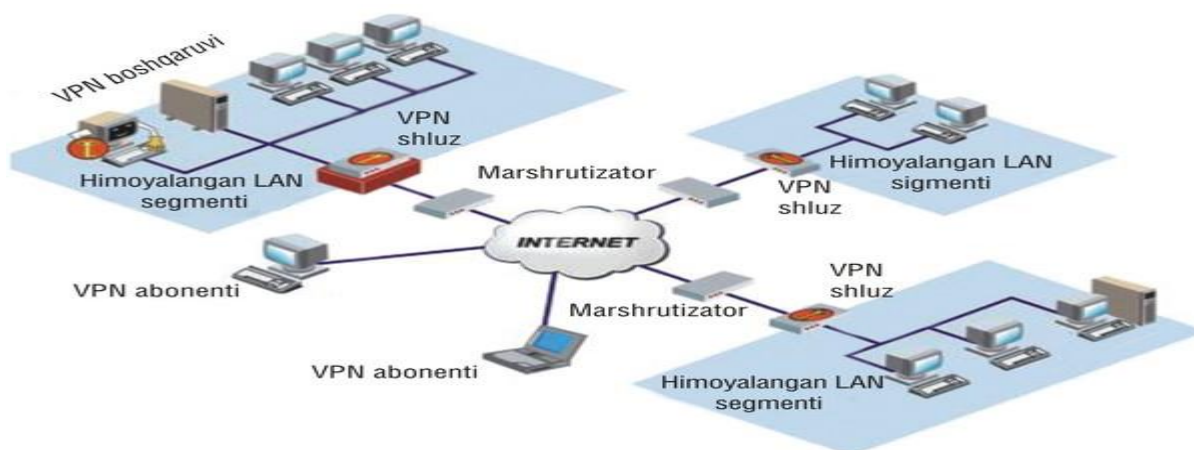 VPN boshqaruvi
VPN
shluz
Himoyalangan LAN
segmenti
Marshrutizator
VPN
shluz
Himoyalangan LAN
sigmenti
INTERNET
VPN abonenti
Marshrutizator
VPN
shluz
VPN abonenti
Himoyalangan LAN
segmenti